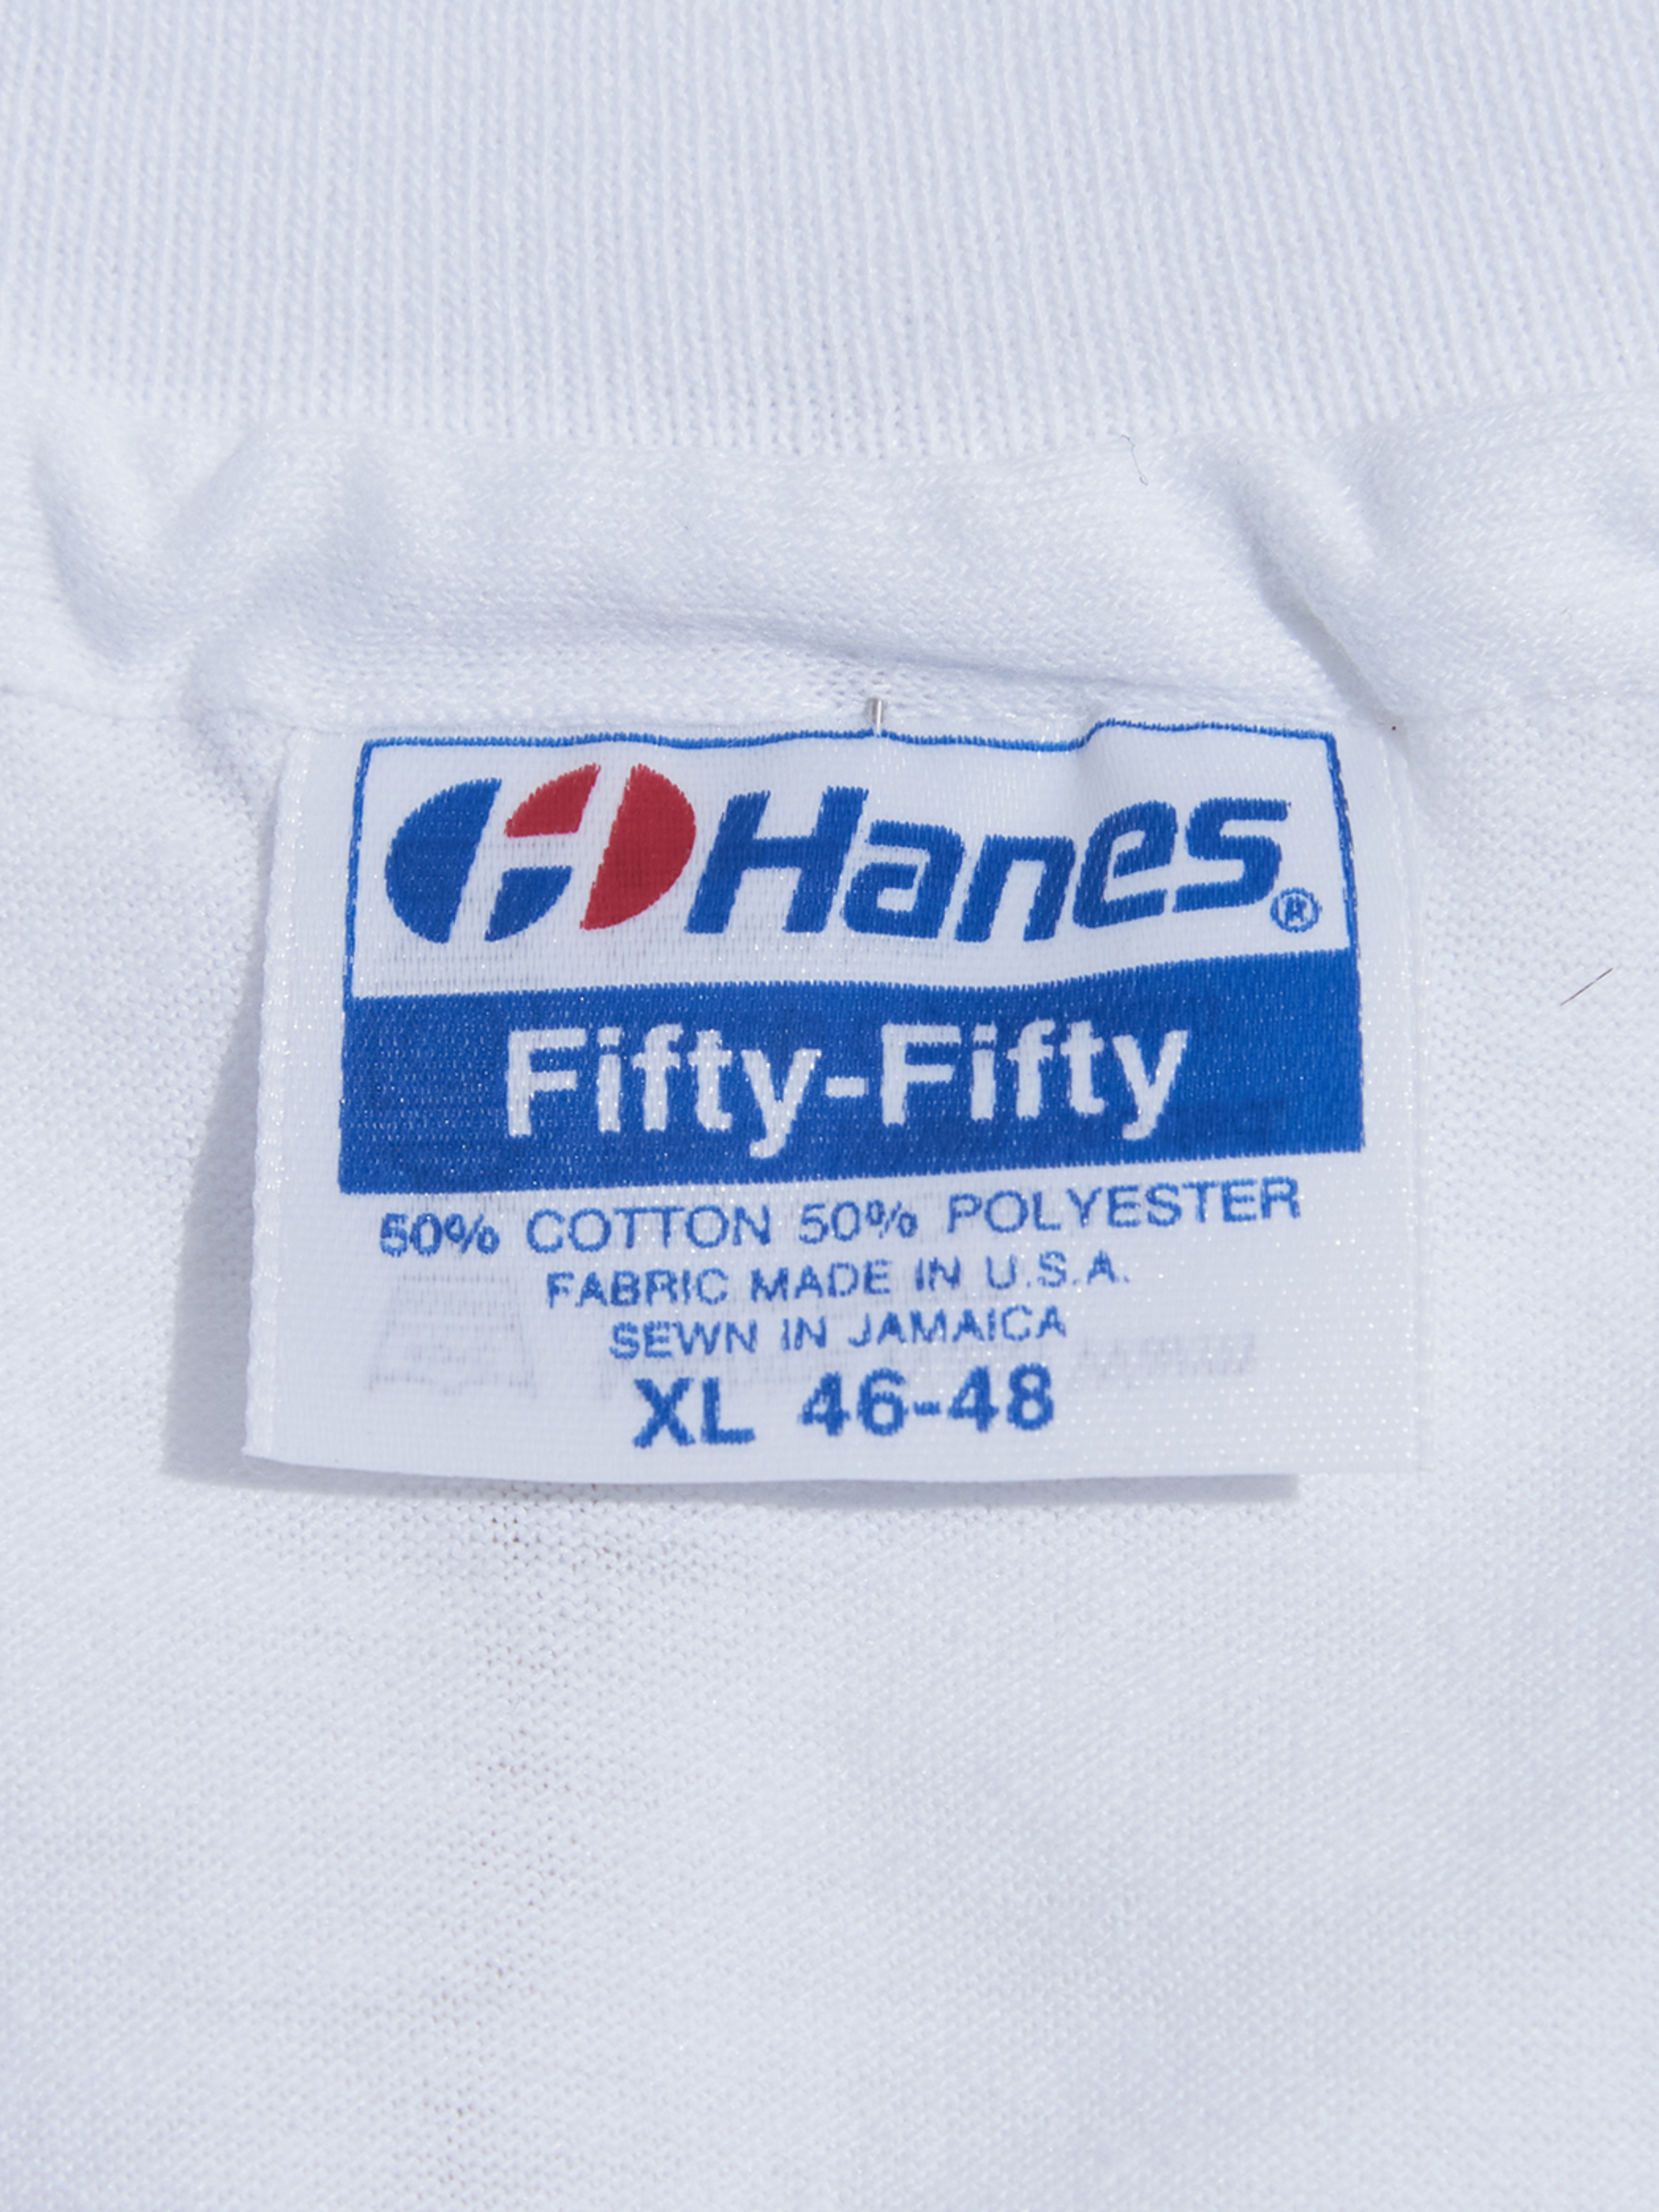 Hanes®
Fifty-Fifty
50% COTTON 50% POLYESTER
FABRIC MADE IN U.S.A.
SEWN IN JAMAICA
XL 46-48